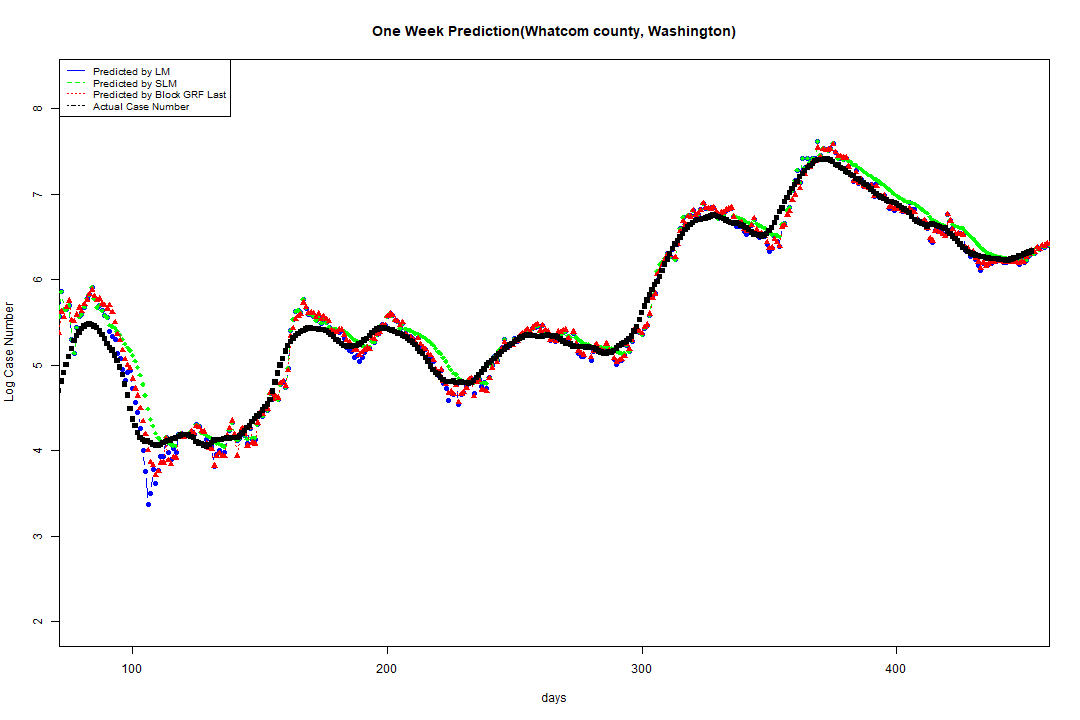 One Week Prediction(Whatcom county, Washington)
Predicted by LM
Predicted by SLM
Predicted by Block GRF Last
Actual Case Number
8
7
6
5
4
3
2
Log Case Number
100 200 300 400
days